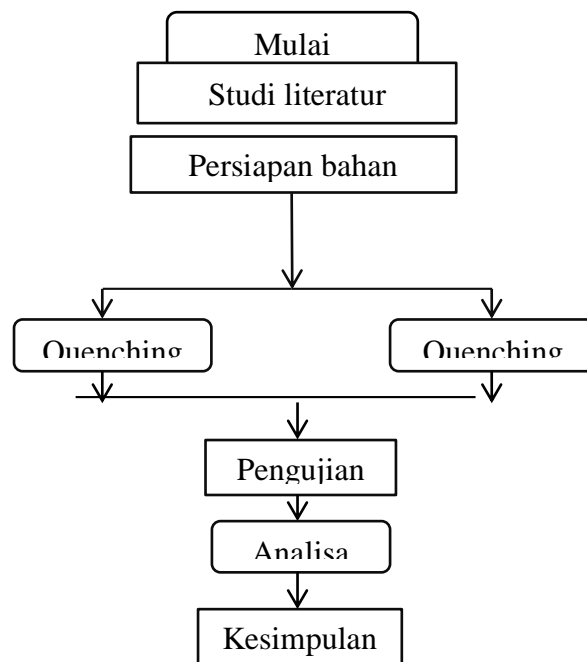 Mulai
Studi literatur
Persiapan bahan
Quenching
Quenching
Pengujian
Analisa
Kesimpulan